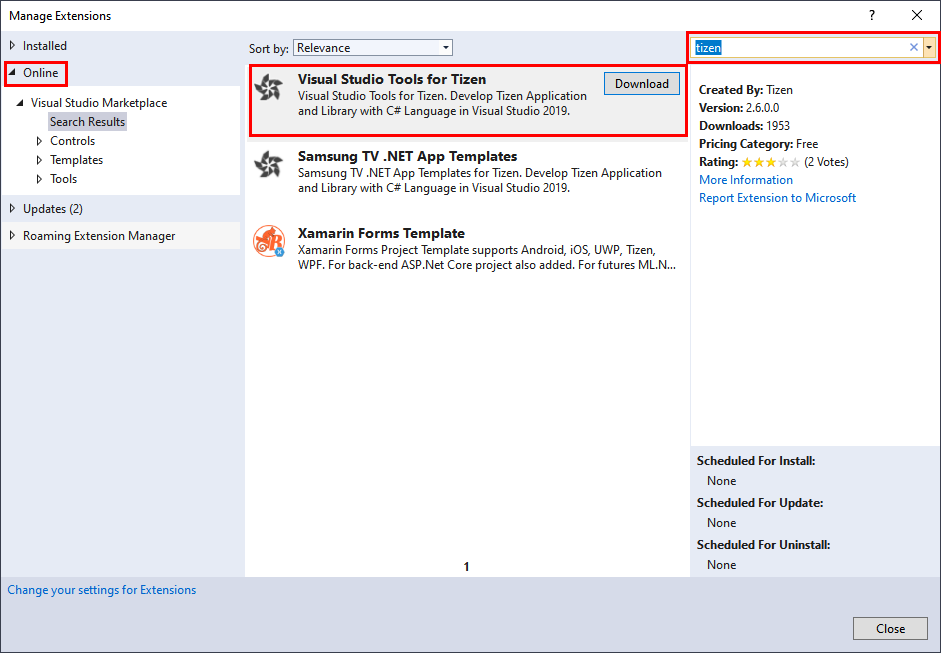 Manage Extensions
?
Installed
Online
Visual Studio Marketplace
Search Results
Controls
Templates
Tools
Updates (2)
Roaming Extension Manager
Sort by: Relevance
Visual Studio Tools for Tizen
Download
Visual Studio Tools for Tizen. Develop Tizen Application
and Library with C# Language in Visual Studio 2019.
Samsung TV .NET App Templates
Samsung TV .NET App Templates for Tizen. Develop Tizen Application
and Library with C# Language in Visual Studio 2019.
Xamarin Forms Template
Xamarin Forms Project Template supports Android, iOS, UWP, Tizen,
WPF. For back-end ASP.Net Core project also added. For futures ML.N...
1
tizen
Created By: Tizen
Version: 2.6.0.0
Downloads: 1953
Pricing Category: Free
Rating: (2 Votes)
More Information
Report Extension to Microsoft
Scheduled For Install:
None
Scheduled For Update:
None
Scheduled For Uninstall:
None
Change your settings for Extensions
Close